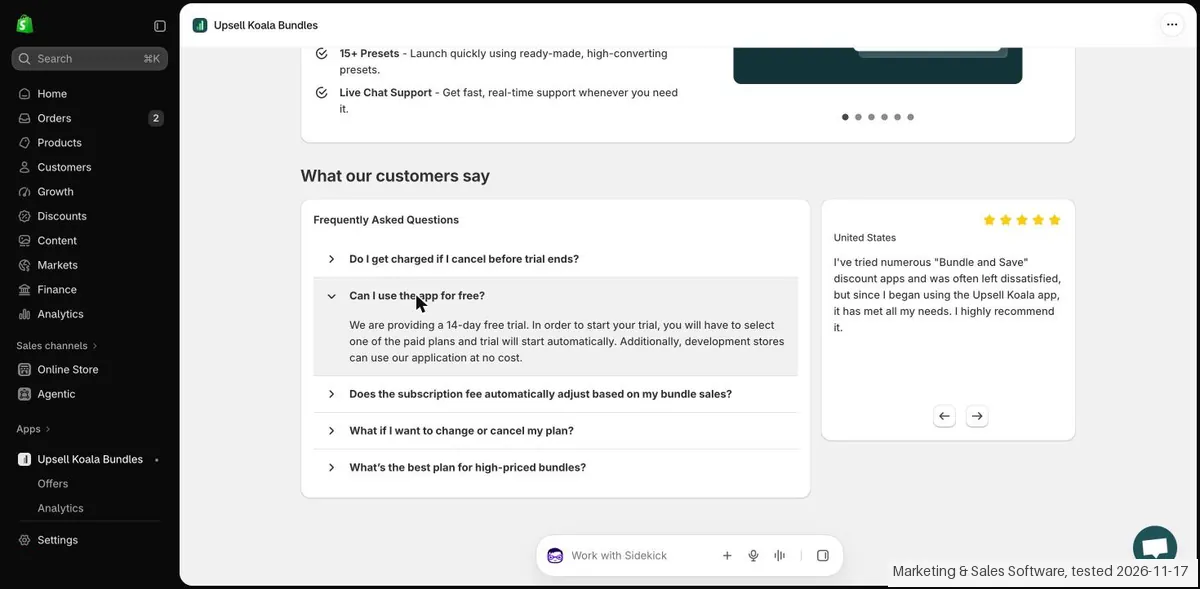 Upsell Koala Bundles
Search ⌘K
Home
Orders 2
Products
Customers
Growth
Discounts
Content
Markets
Finance
Analytics
Sales channels
Online Store
Agentic
Apps
Upsell Koala Bundles
Offers
Analytics
Settings
15+ Presets - Launch quickly using ready-made, high-converting
presets.
Live Chat Support - Get fast, real-time support whenever you need
it.
What our customers say
Frequently Asked Questions
Do I get charged if I cancel before trial ends?
Can I use the app for free?
We are providing a 14-day free trial. In order to start your trial, you will have to select
one of the paid plans and trial will start automatically. Additionally, development stores
can use our application at no cost.
Does the subscription fee automatically adjust based on my bundle sales?
What if I want to change or cancel my plan?
What's the best plan for high-priced bundles?
United States
I've tried numerous "Bundle and Save"
discount apps and was often left dissatisfied,
but since I began using the Upsell Koala app,
it has met all my needs. I highly recommend
it.
Work with Sidekick
Marketing & Sales Software, tested 2026-11-17